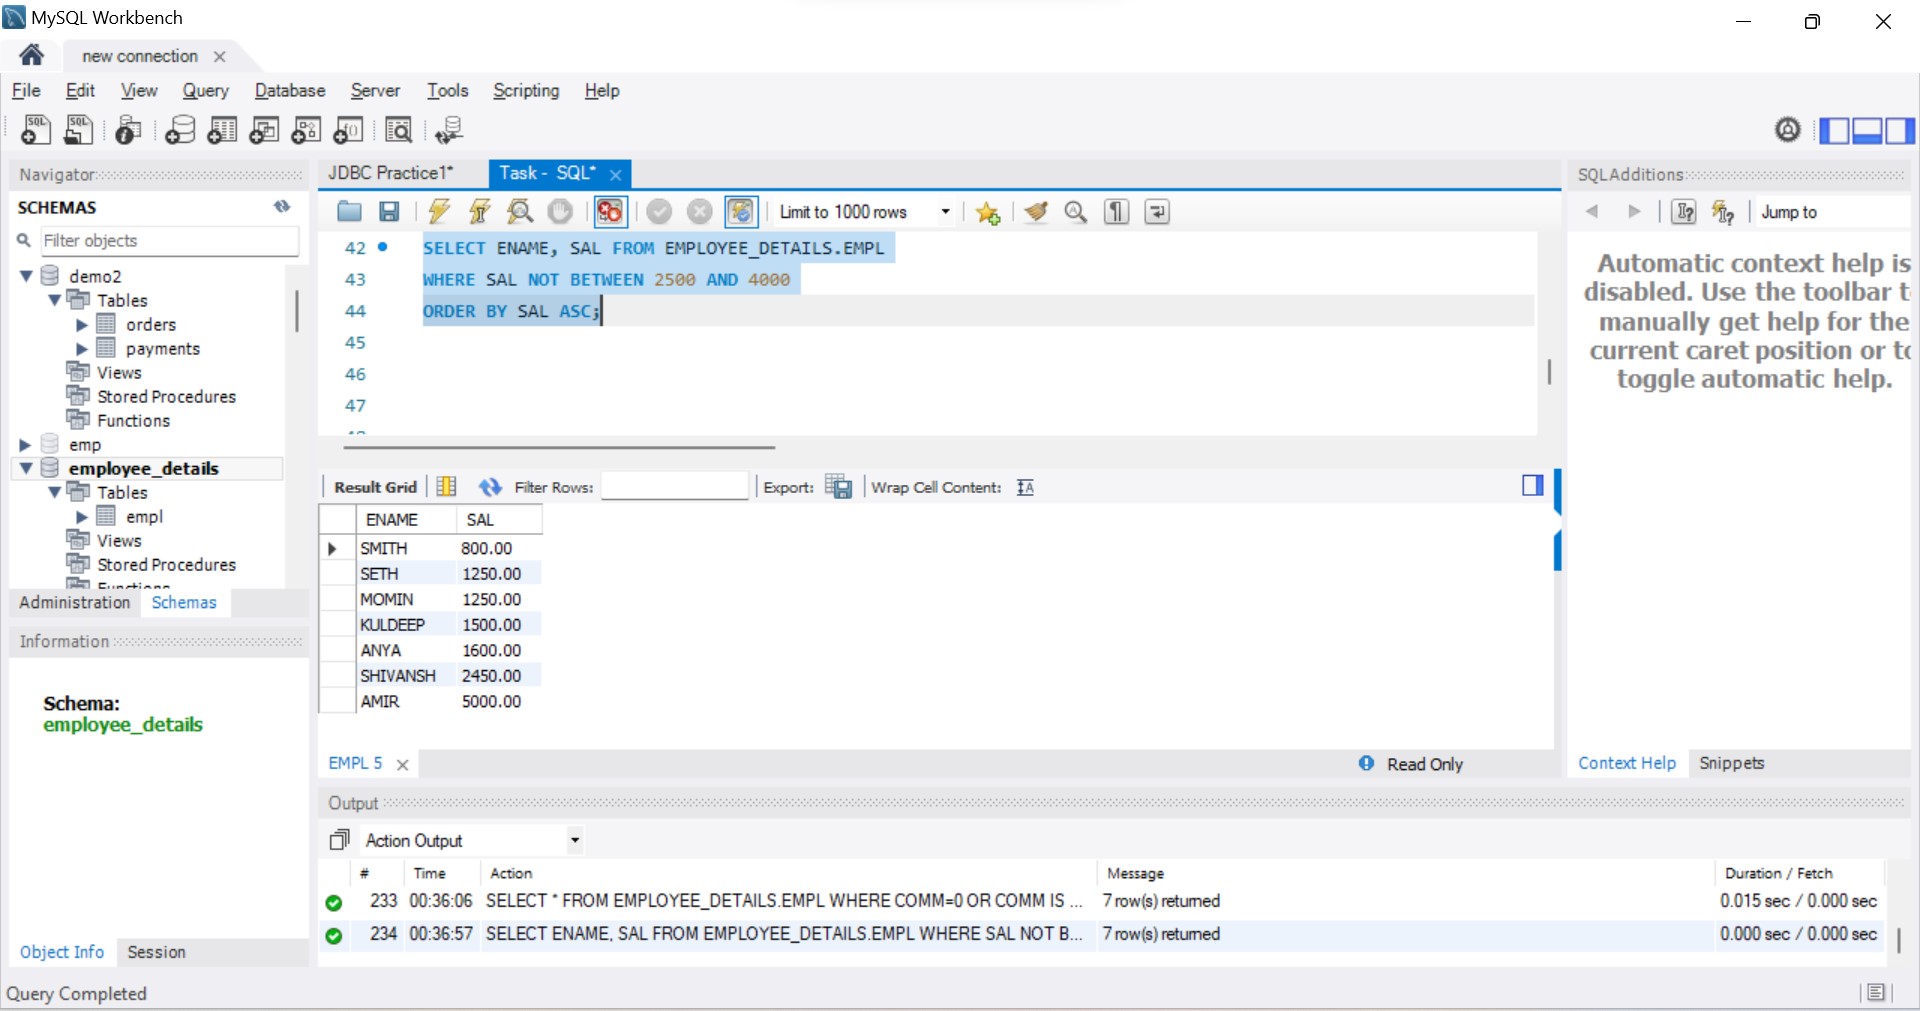 MySQL Workbench
new connection
File Edit View Query Database Server Tools Scripting Help
Navigator
SCHEMAS
Filter objects
demo2
Tables
orders
payments
Views
Stored Procedures
Functions
emp
employee_details
Tables
empl
Views
Stored Procedures
Functions
Administration Schemas
Information
Schema:
employee_details
Object Info Session
JDBC Practice1* Task - SQL*
Limit to 1000 rows
42 SELECT ENAME, SAL FROM EMPLOYEE_DETAILS.EMPL
43 WHERE SAL NOT BETWEEN 2500 AND 4000
44 ORDER BY SAL ASC;
45
46
47
Result Grid Filter Rows: Export: Wrap Cell Content:
ENAME SAL
SMITH 800.00
SETH 1250.00
MOMIN 1250.00
KULDEEP 1500.00
ANYA 1600.00
SHIVANSH 2450.00
AMIR 5000.00
EMPL 5 Read Only
SQLAdditions
Jump to
Automatic context help is
disabled. Use the toolbar
manually get help for the
current caret position or
toggle automatic help.
Context Help Snippets
Output
Action Output
# Time Action Message Duration / Fetch
233 00:36:06 SELECT * FROM EMPLOYEE_DETAILS.EMPL WHERE COMM=0 OR COMM IS ... 7 row(s) returned 0.015 sec / 0.000 sec
234 00:36:57 SELECT ENAME, SAL FROM EMPLOYEE_DETAILS.EMPL WHERE SAL NOT B... 7 row(s) returned 0.000 sec / 0.000 sec
Query Completed